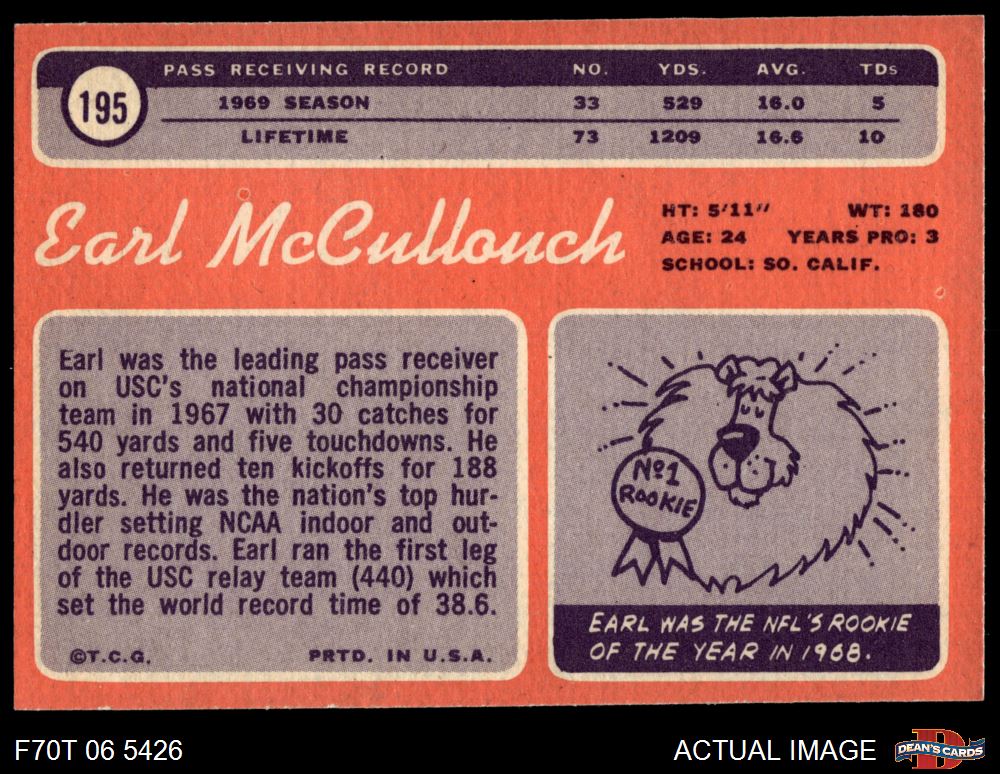 195
PASS RECEIVING RECORD NO. YDS. AVG. TDs
1969 SEASON 33 529 16.0 5
LIFETIME 73 1209 16.6 10
Earl McCullouch
HT: 5'11" WT: 180
AGE: 24 YEARS PRO: 3
SCHOOL: SO. CALIF.
Earl was the leading pass receiver
on USC's national championship
team in 1967 with 30 catches for
540 yards and five touchdowns. He
also returned ten kickoffs for 188
yards. He was the nation's top hur-
dler setting NCAA indoor and out-
door records. Earl ran the first leg
of the USC relay team (440) which
set the world record time of 38.6.
©T.C.G. PRTD. IN U.S.A.
Nº1
ROOKIE
EARL WAS THE NFL'S ROOKIE
OF THE YEAR IN 1968.
F70T 06 5426
ACTUAL IMAGE
D
DEAN'S CARDS